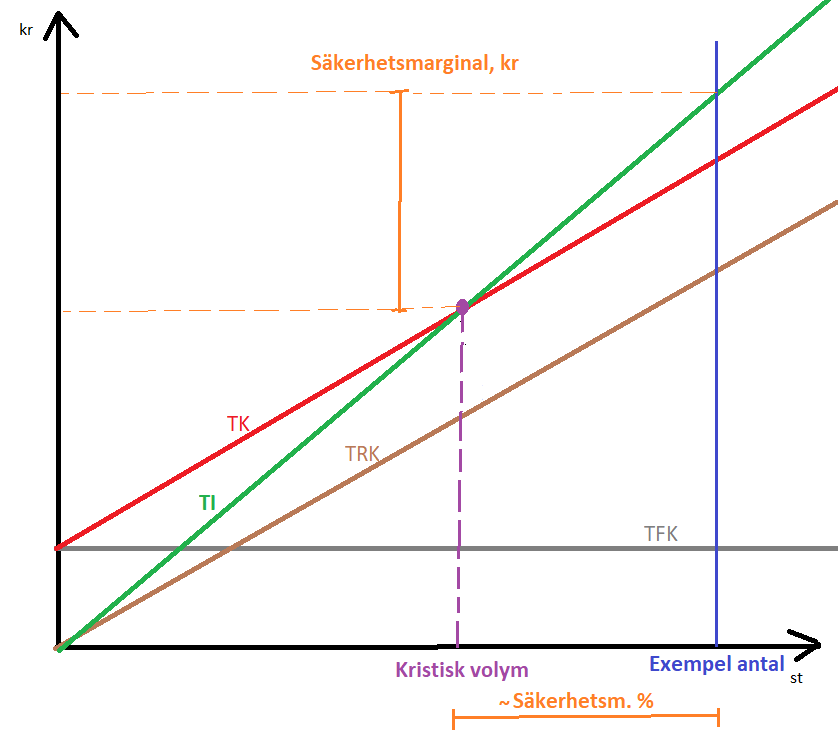 kr
Säkerhetsmarginal, kr
TK
TRK
TI
TFK
Kristisk volym
Exempel antal
st
~Säkerhetsm. %